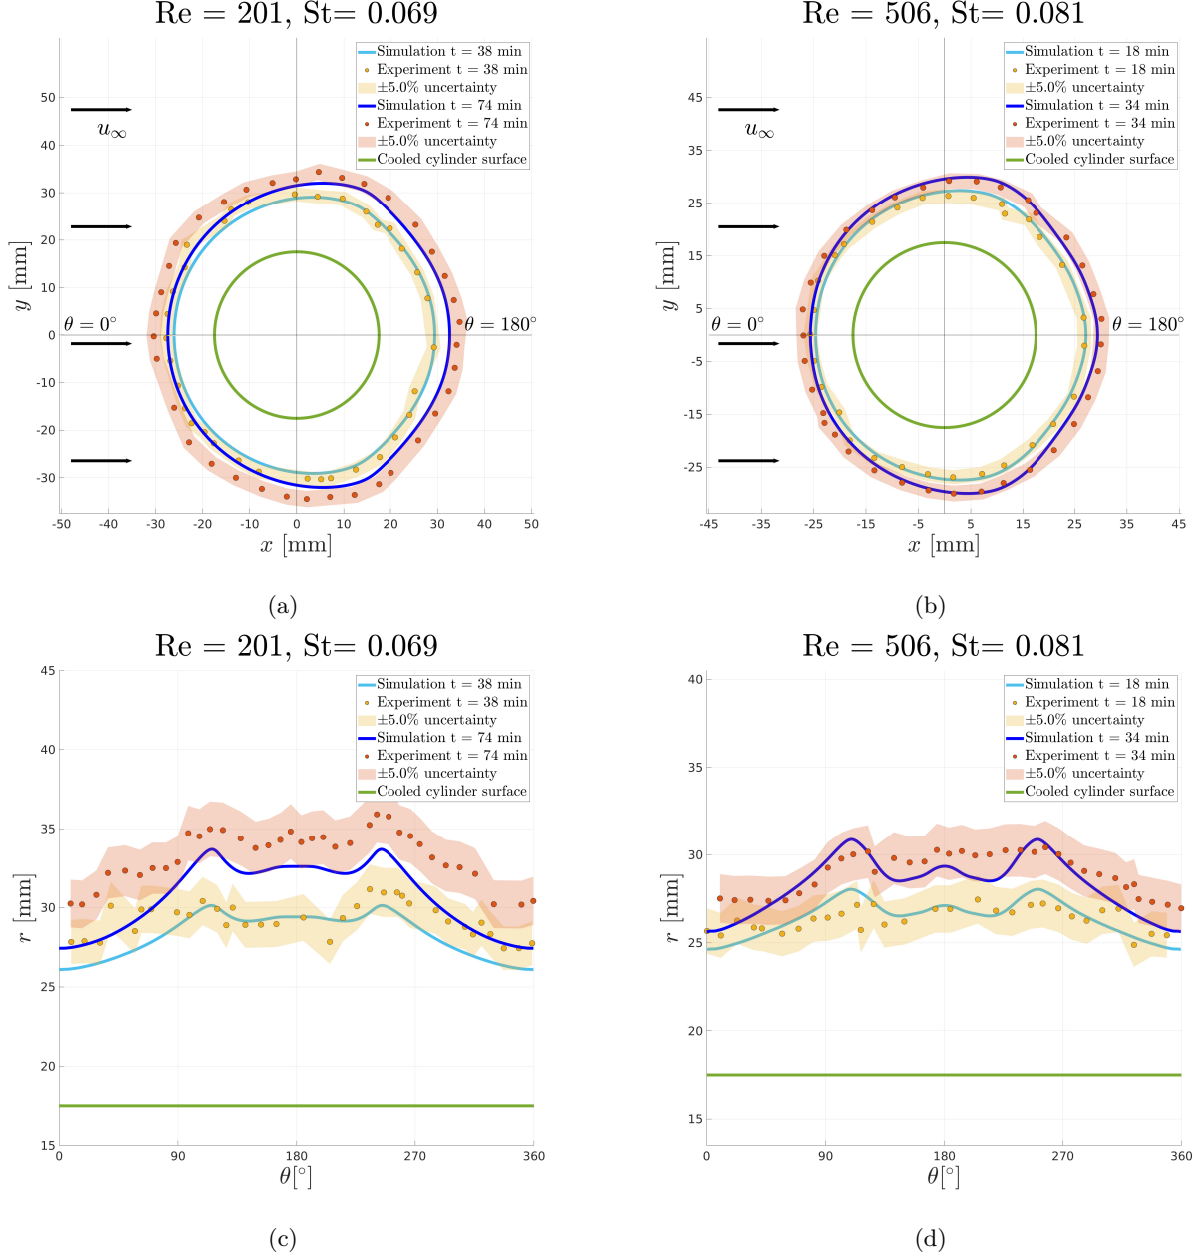 Re = 201, St= 0.069
Simulation t = 38 min
Experiment t = 38 min
±5.0% uncertainty
Simulation t = 74 min
Experiment t = 74 min
±5.0% uncertainty
Cooled cylinder surface
u∞
θ = 0°
θ = 180°
y [mm]
50
40
30
20
10
0
-10
-20
-30
-50 -40 -30 -20 -10 0 10 20 30 40 50
x [mm]
(a)
Re = 506, St= 0.081
Simulation t = 18 min
Experiment t = 18 min
±5.0% uncertainty
Simulation t = 34 min
Experiment t = 34 min
±5.0% uncertainty
Cooled cylinder surface
u∞
θ = 0°
θ = 180°
y [mm]
45
35
25
15
5
-5
-15
-25
-45 -35 -25 -15 -5 5 15 25 35 45
x [mm]
(b)
Re = 201, St= 0.069
Simulation t = 38 min
Experiment t = 38 min
±5.0% uncertainty
Simulation t = 74 min
Experiment t = 74 min
±5.0% uncertainty
Cooled cylinder surface
r [mm]
45
40
35
30
25
20
15
0 90 180 270 360
θ[°]
(c)
Re = 506, St= 0.081
Simulation t = 18 min
Experiment t = 18 min
±5.0% uncertainty
Simulation t = 34 min
Experiment t = 34 min
±5.0% uncertainty
Cooled cylinder surface
r [mm]
40
35
30
25
20
15
0 90 180 270 360
θ[°]
(d)